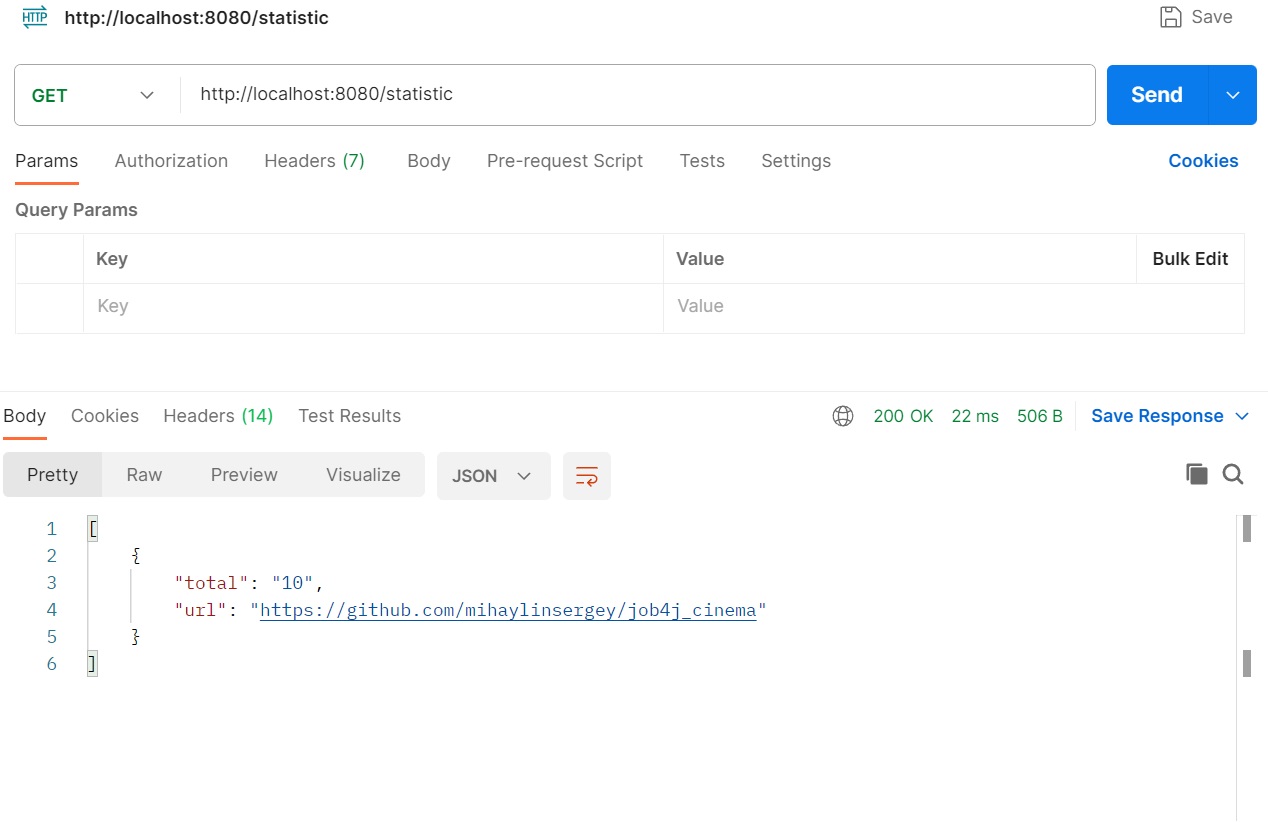 HTTP http://localhost:8080/statistic Save
GET http://localhost:8080/statistic Send
Params Authorization Headers (7) Body Pre-request Script Tests Settings Cookies
Query Params
Key Value Bulk Edit
Key Value
Body Cookies Headers (14) Test Results 200 OK 22 ms 506 B Save Response
Pretty Raw Preview Visualize JSON
1 [
2 {
3 "total": "10",
4 "url": "https://github.com/mihaylinsergey/job4j_cinema"
5 }
6 ]